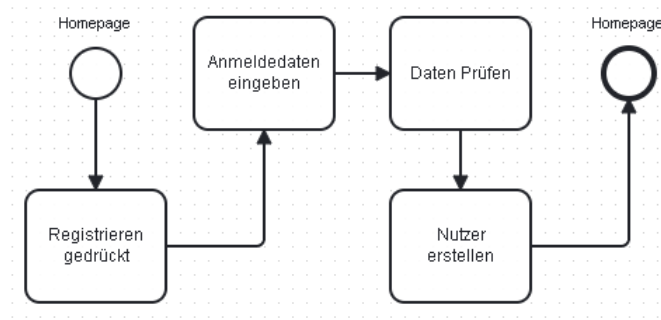 Homepage
Registrieren
gedrückt
Anmeldedaten
eingeben
Daten Prüfen
Nutzer
erstellen
Homepage